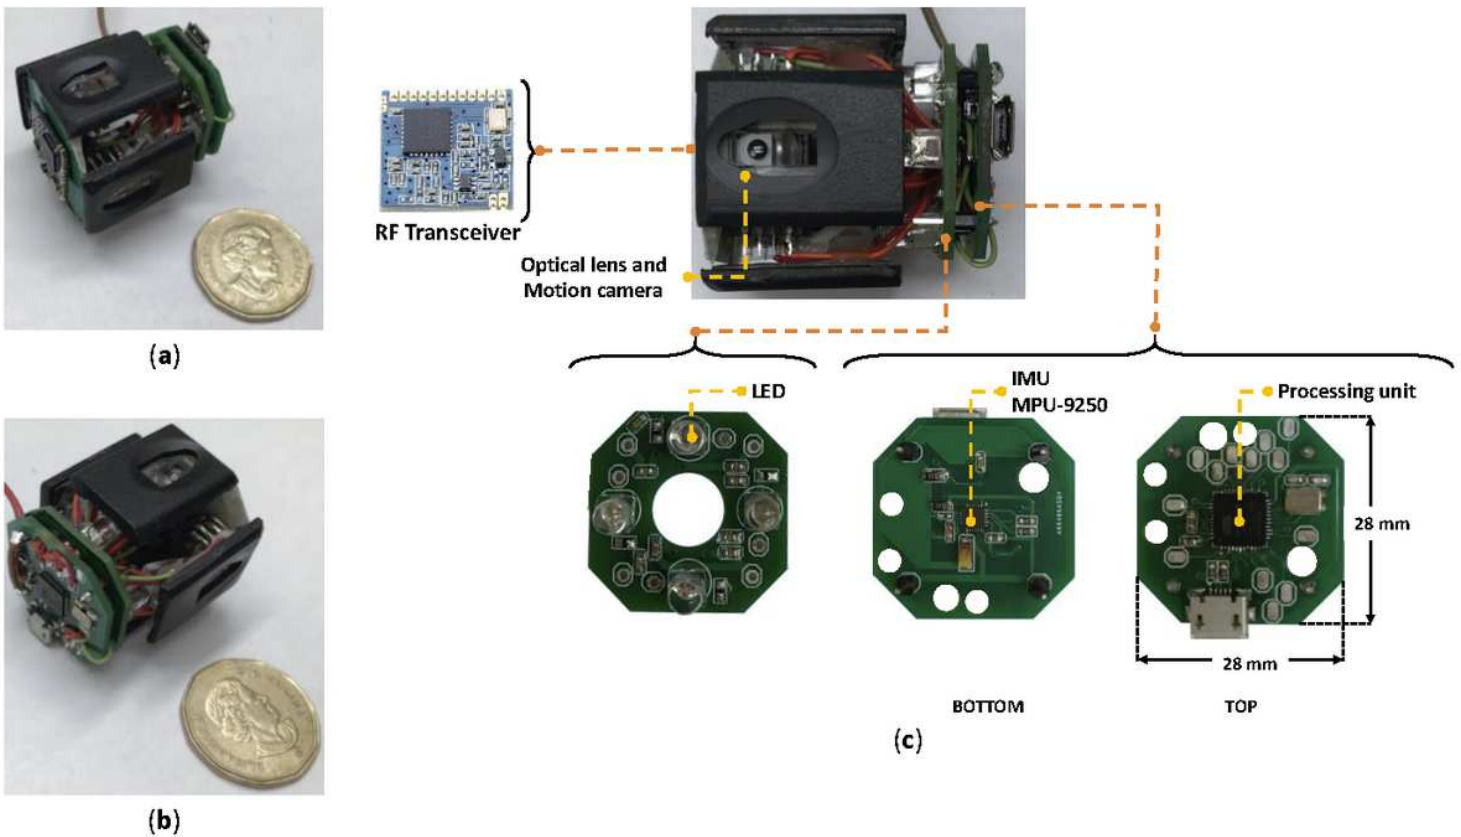 RF Transceiver
Optical lens and
Motion camera
(a)
LED
IMU
MPU-9250
Processing unit
28 mm
28 mm
BOTTOM
TOP
(c)
(b)